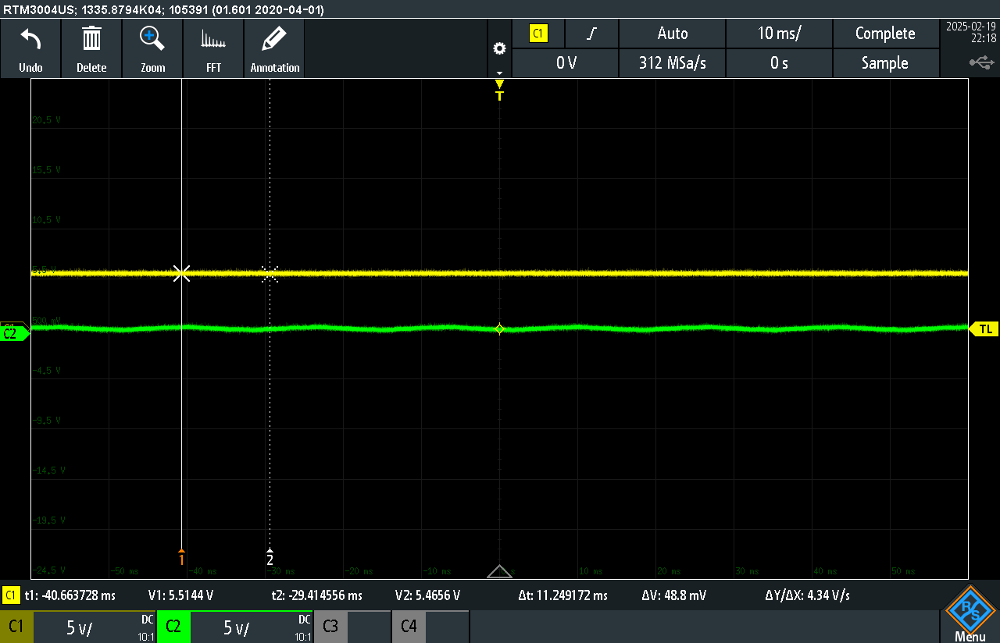 RTM3004US; 1335.8794K04; 105391 (01.601 2020-04-01)
Undo
Delete
Zoom
FFT
Annotation
C1
Auto
10 ms/
Complete
2025-02-19
22:18
0 V
312 MSa/s
0 s
Sample
T
20,5 V
15,5 V
10,5 V
5,5 V
500 mV
C1
C2
TL
-4,5 V
-9,5 V
-14,5 V
-19,5 V
-24,5 V
1
2
-50 ms
-40 ms
-30 ms
-20 ms
-10 ms
10 ms
20 ms
30 ms
40 ms
50 ms
C1 t1: -40.663728 ms V1: 5.5144 V t2: -29.414556 ms V2: 5.4656 V Δt: 11.249172 ms ΔV: 48.8 mV ΔY/ΔX: 4.34 V/s
C1 5 V/ DC 10:1
C2 5 V/ DC 10:1
C3
C4
R S
Menu